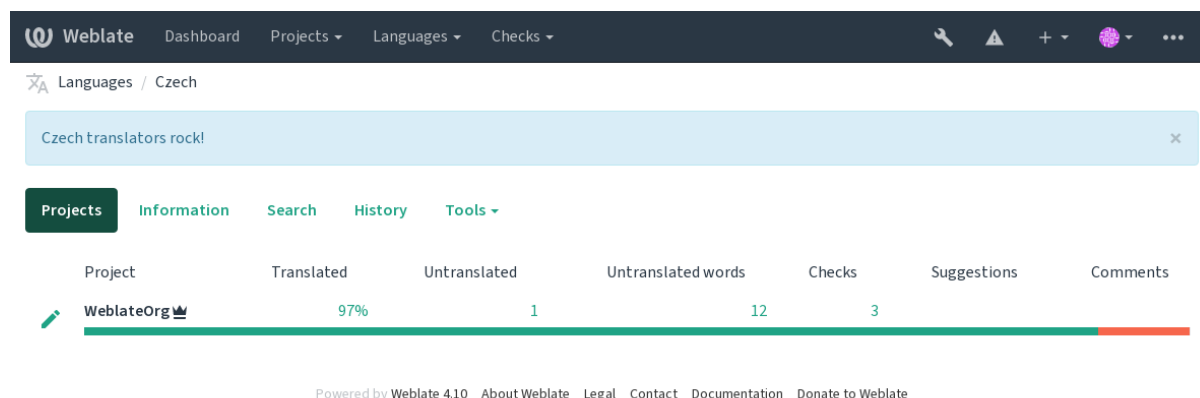 Weblate Dashboard Projects Languages Checks
Languages / Czech
Czech translators rock! ×
Projects Information Search History Tools
Project Translated Untranslated Untranslated words Checks Suggestions Comments
WeblateOrg 97% 1 12 3
Powered by Weblate 4.10 About Weblate Legal Contact Documentation Donate to Weblate